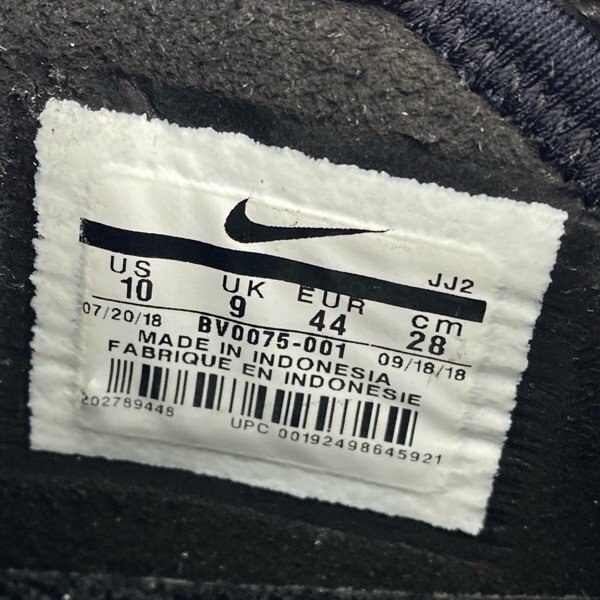 JJ2
US UK EUR cm
10 9 44 28
07/20/18 BV0075-001 09/18/18
MADE IN INDONESIA
FABRIQUE EN INDONESIE
202789448
UPC 00192498645921